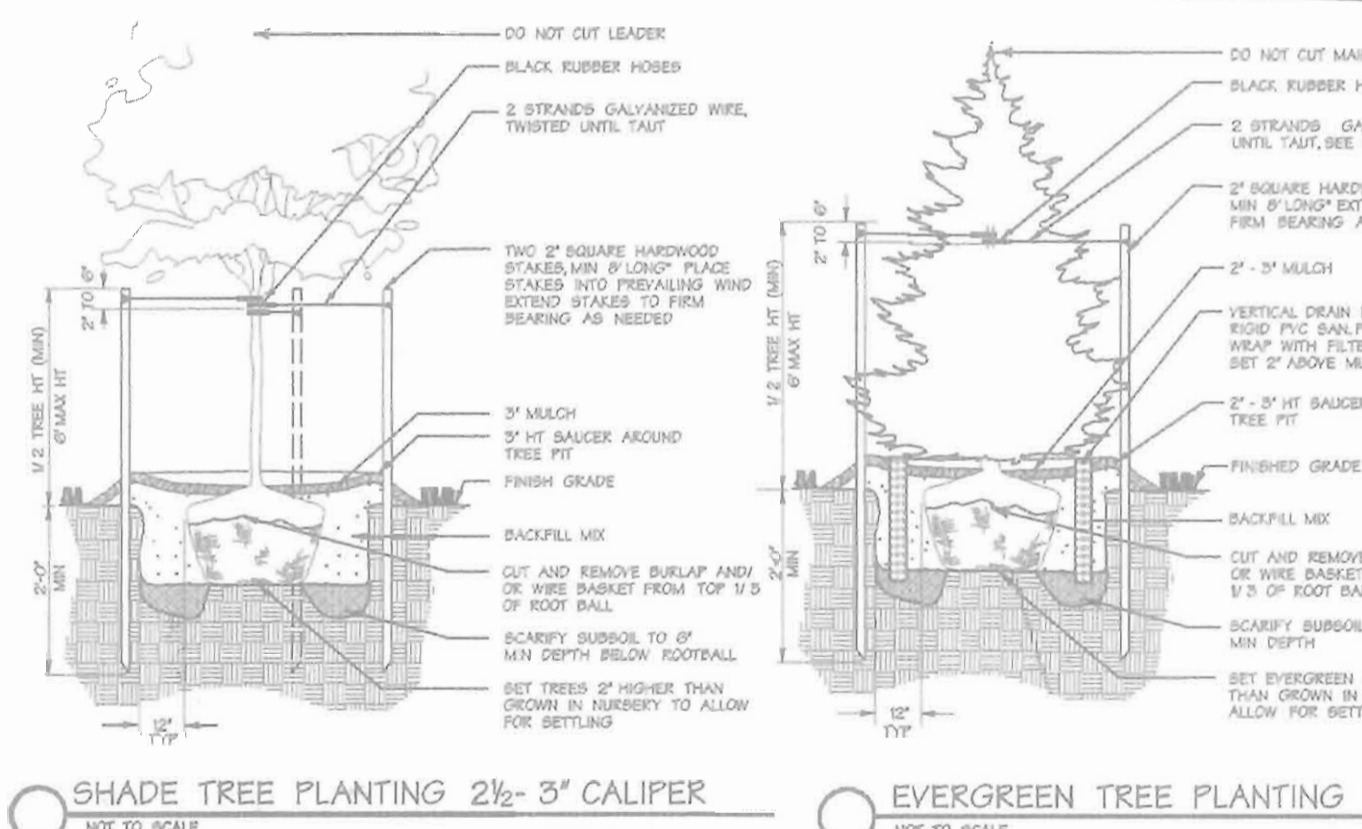 DO NOT CUT LEADER
BLACK RUBBER HOSES
2 STRANDS GALVANIZED WIRE,
TWISTED UNTIL TAUT
TWO 2" SQUARE HARDWOOD
STAKES, MIN 8' LONG" PLACE
STAKES INTO PREVAILING WIND
EXTEND STAKES TO FIRM
BEARING AS NEEDED
2" TO 6"
1/2 TREE HT (MIN)
6' MAX HT
3" MULCH
3" HT SAUCER AROUND
TREE PIT
FINISH GRADE
BACKFILL MIX
2'-0"
MIN
CUT AND REMOVE BURLAP AND/
OR WIRE BASKET FROM TOP 1/3
OF ROOT BALL
SCARIFY SUBSOIL TO 6"
MIN DEPTH BELOW ROOTBALL
SET TREES 2" HIGHER THAN
GROWN IN NURSERY TO ALLOW
FOR SETTLING
12"
TYP
SHADE TREE PLANTING 2½- 3" CALIPER
NOT TO SCALE
DO NOT CUT
BLACK RUBBER
2 STRANDS
UNTIL TAUT, SEE
2" SQUARE
MIN 8' LONG"
FIRM BEARING
2" TO 6"
1/2 TREE HT (MIN)
6' MAX HT
2" - 3" MULCH
VERTICAL DRAIN
RIGID PVC SAN.
WRAP WITH
SET 2" ABOVE
2" - 3" HT SAUCER
TREE PIT
FINISHED GRADE
BACKFILL MIX
2'-0"
MIN
CUT AND REMOVE
OR WIRE BASKET
1/3 OF ROOT
SCARIFY SUBSOIL
MIN DEPTH
SET EVERGREEN
THAN GROWN IN
ALLOW FOR
12"
TYP
EVERGREEN TREE PLANTING
NOT TO SCALE